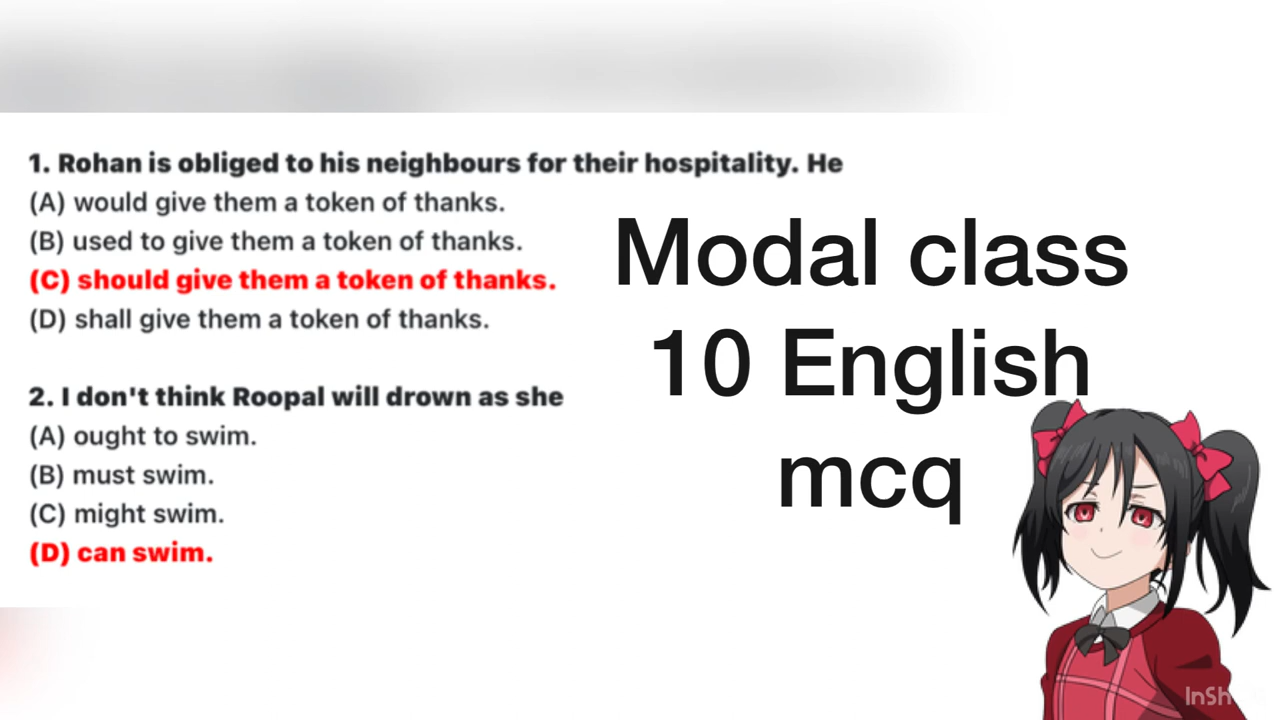 1. Rohan is obliged to his neighbours for their hospitality. He
(A) would give them a token of thanks.
(B) used to give them a token of thanks.
(C) should give them a token of thanks.
(D) shall give them a token of thanks.
2. I don't think Roopal will drown as she
(A) ought to swim.
(B) must swim.
(C) might swim.
(D) can swim.
Modal class
10 English
mcq